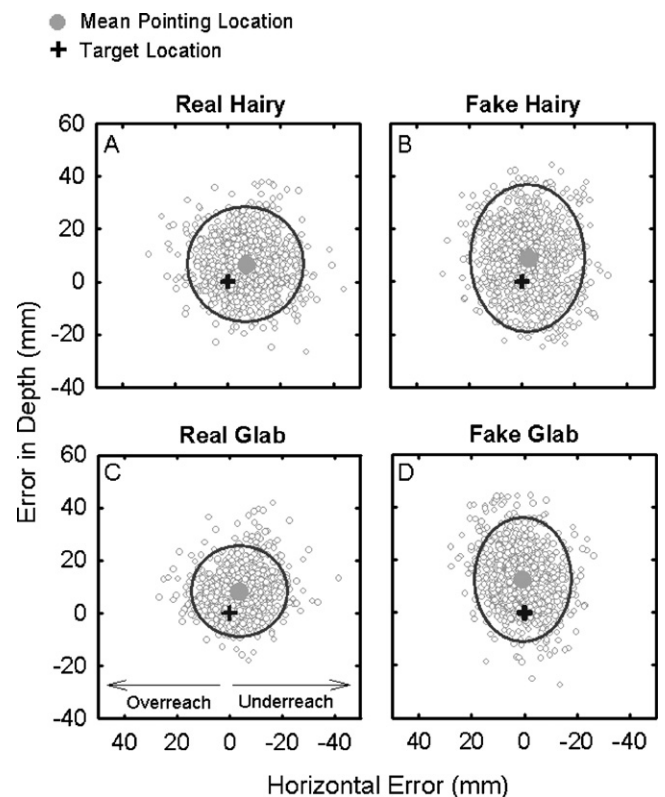 Mean Pointing Location
Target Location
Real Hairy
Fake Hairy
A
B
60
40
20
0
-20
-40
Real Glab
Fake Glab
C
D
60
40
20
0
-20
-40
Overreach
Underreach
40 20 0 -20 -40
40 20 0 -20 -40
Error in Depth (mm)
Horizontal Error (mm)